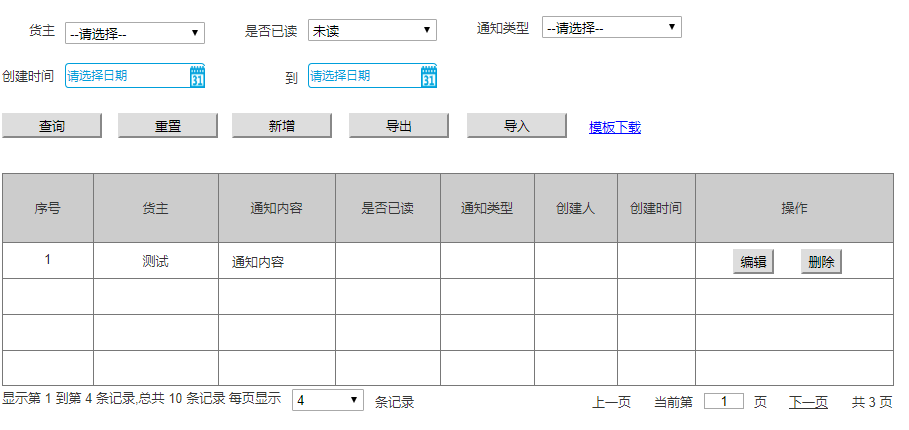 货主 --请选择-- 是否已读 未读 通知类型 --请选择--
创建时间 请选择日期 31 到 请选择日期 31
查询 重置 新增 导出 导入 模板下载
序号 货主 通知内容 是否已读 通知类型 创建人 创建时间 操作
1 测试 通知内容 编辑 删除
显示第 1 到第 4 条记录,总共 10 条记录 每页显示 4 条记录 上一页 当前第 1 页 下一页 共 3 页